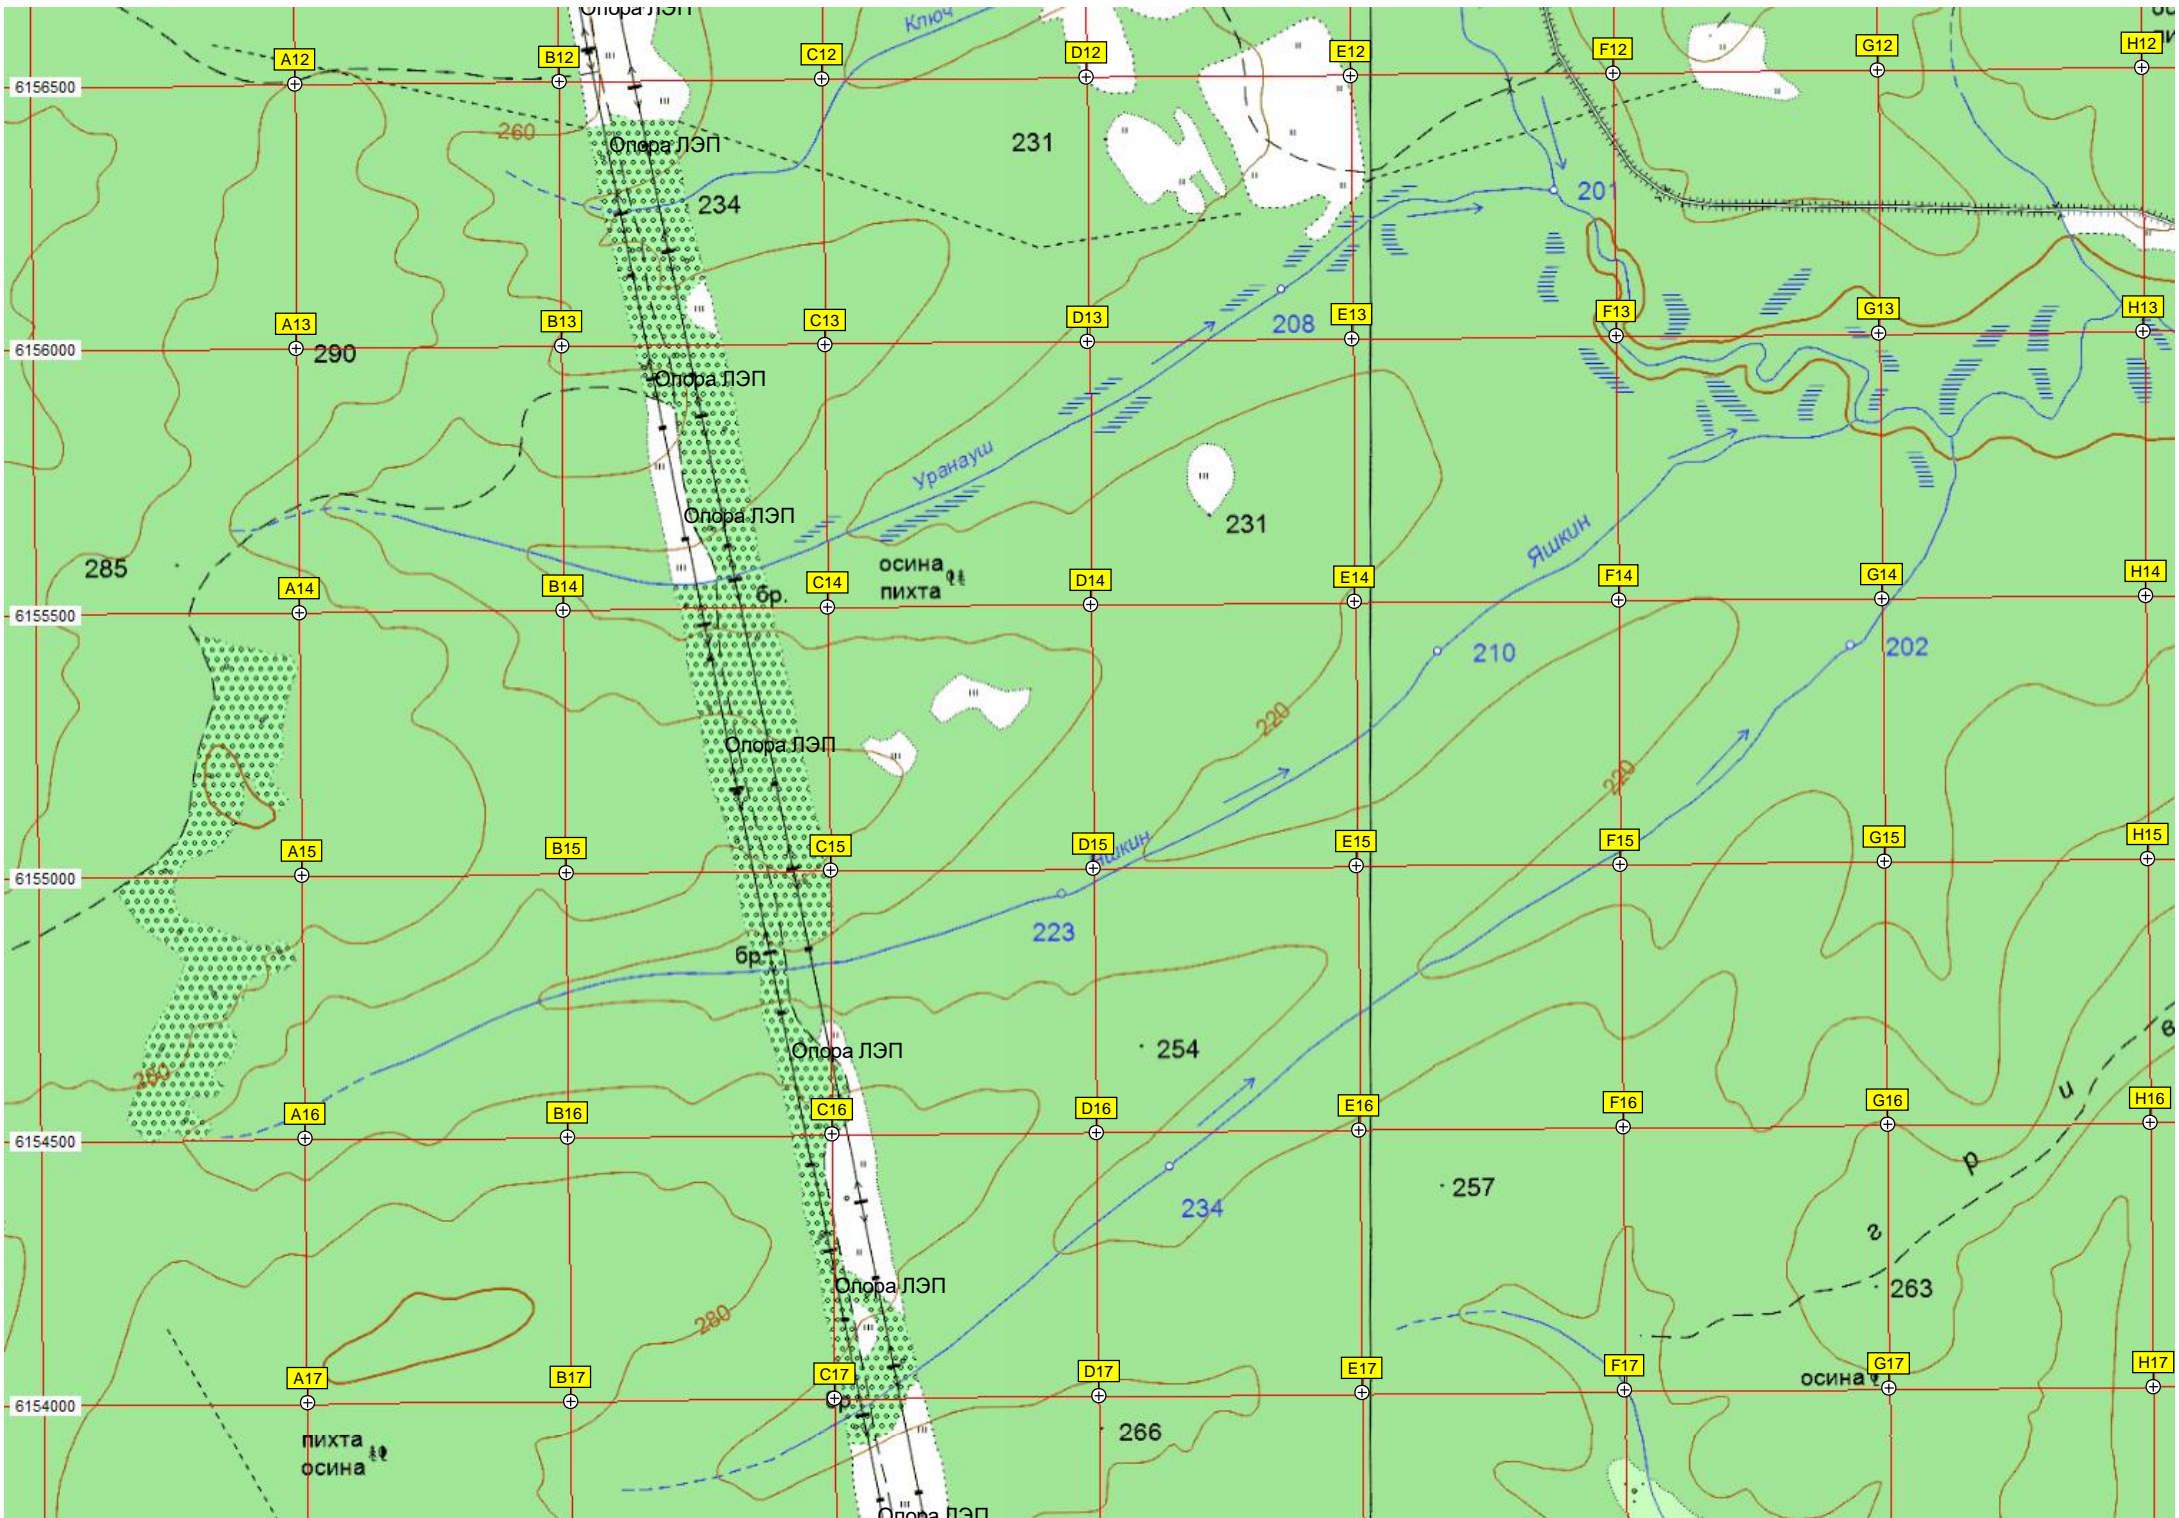 Опора ЛЭП
Ключ
A12
B12
C12
D12
E12
F12
G12
H12
6156500
260
Опора ЛЭП
231
234
201
A13
B13
C13
D13
E13
F13
G13
H13
208
6156000
290
Опора ЛЭП
Уранауш
Опора ЛЭП
231
Яшкин
285
осина
пихта
A14
B14
бр.
C14
D14
E14
F14
G14
H14
6155500
210
202
220
Опора ЛЭП
220
A15
B15
C15
D15
Яшкин
E15
F15
G15
H15
6155000
223
бр.
254
Опора ЛЭП
260
A16
B16
C16
D16
E16
F16
G16
H16
6154500
в
и
р
г
257
234
Опора ЛЭП
263
280
A17
B17
C17
D17
E17
F17
осина
G17
H17
6154000
бр.
266
пихта
осина
Опора ЛЭП